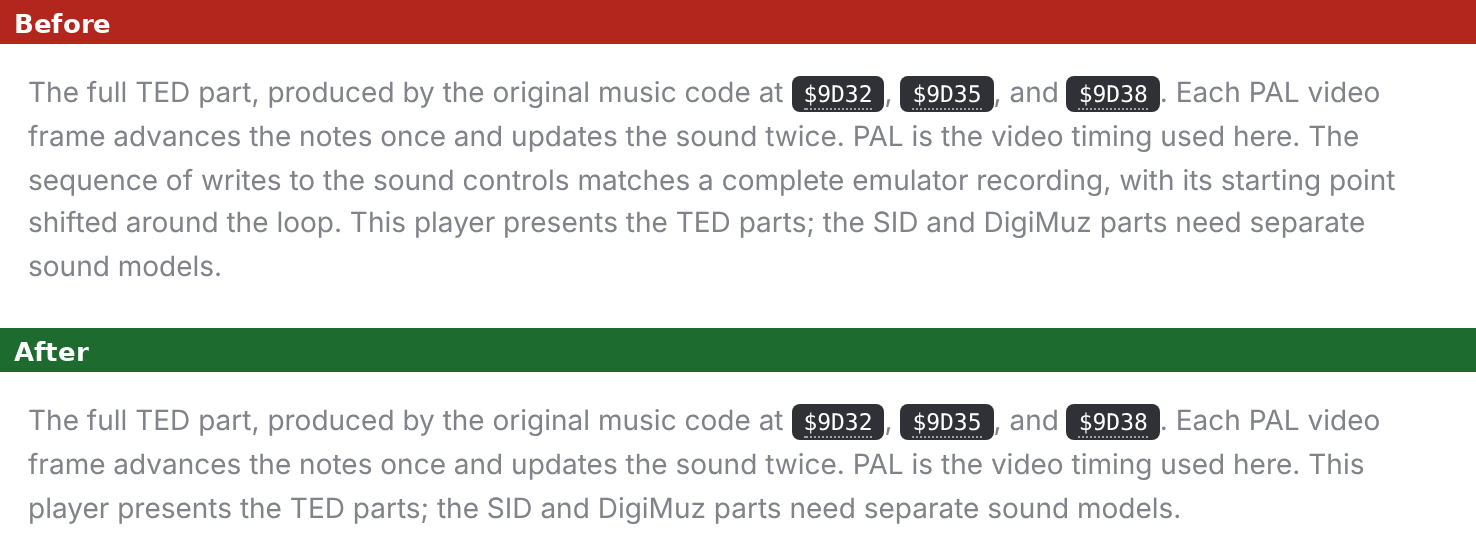 Before
The full TED part, produced by the original music code at $9D32, $9D35, and $9D38. Each PAL video
frame advances the notes once and updates the sound twice. PAL is the video timing used here. The
sequence of writes to the sound controls matches a complete emulator recording, with its starting point
shifted around the loop. This player presents the TED parts; the SID and DigiMuz parts need separate
sound models.
After
The full TED part, produced by the original music code at $9D32, $9D35, and $9D38. Each PAL video
frame advances the notes once and updates the sound twice. PAL is the video timing used here. This
player presents the TED parts; the SID and DigiMuz parts need separate sound models.